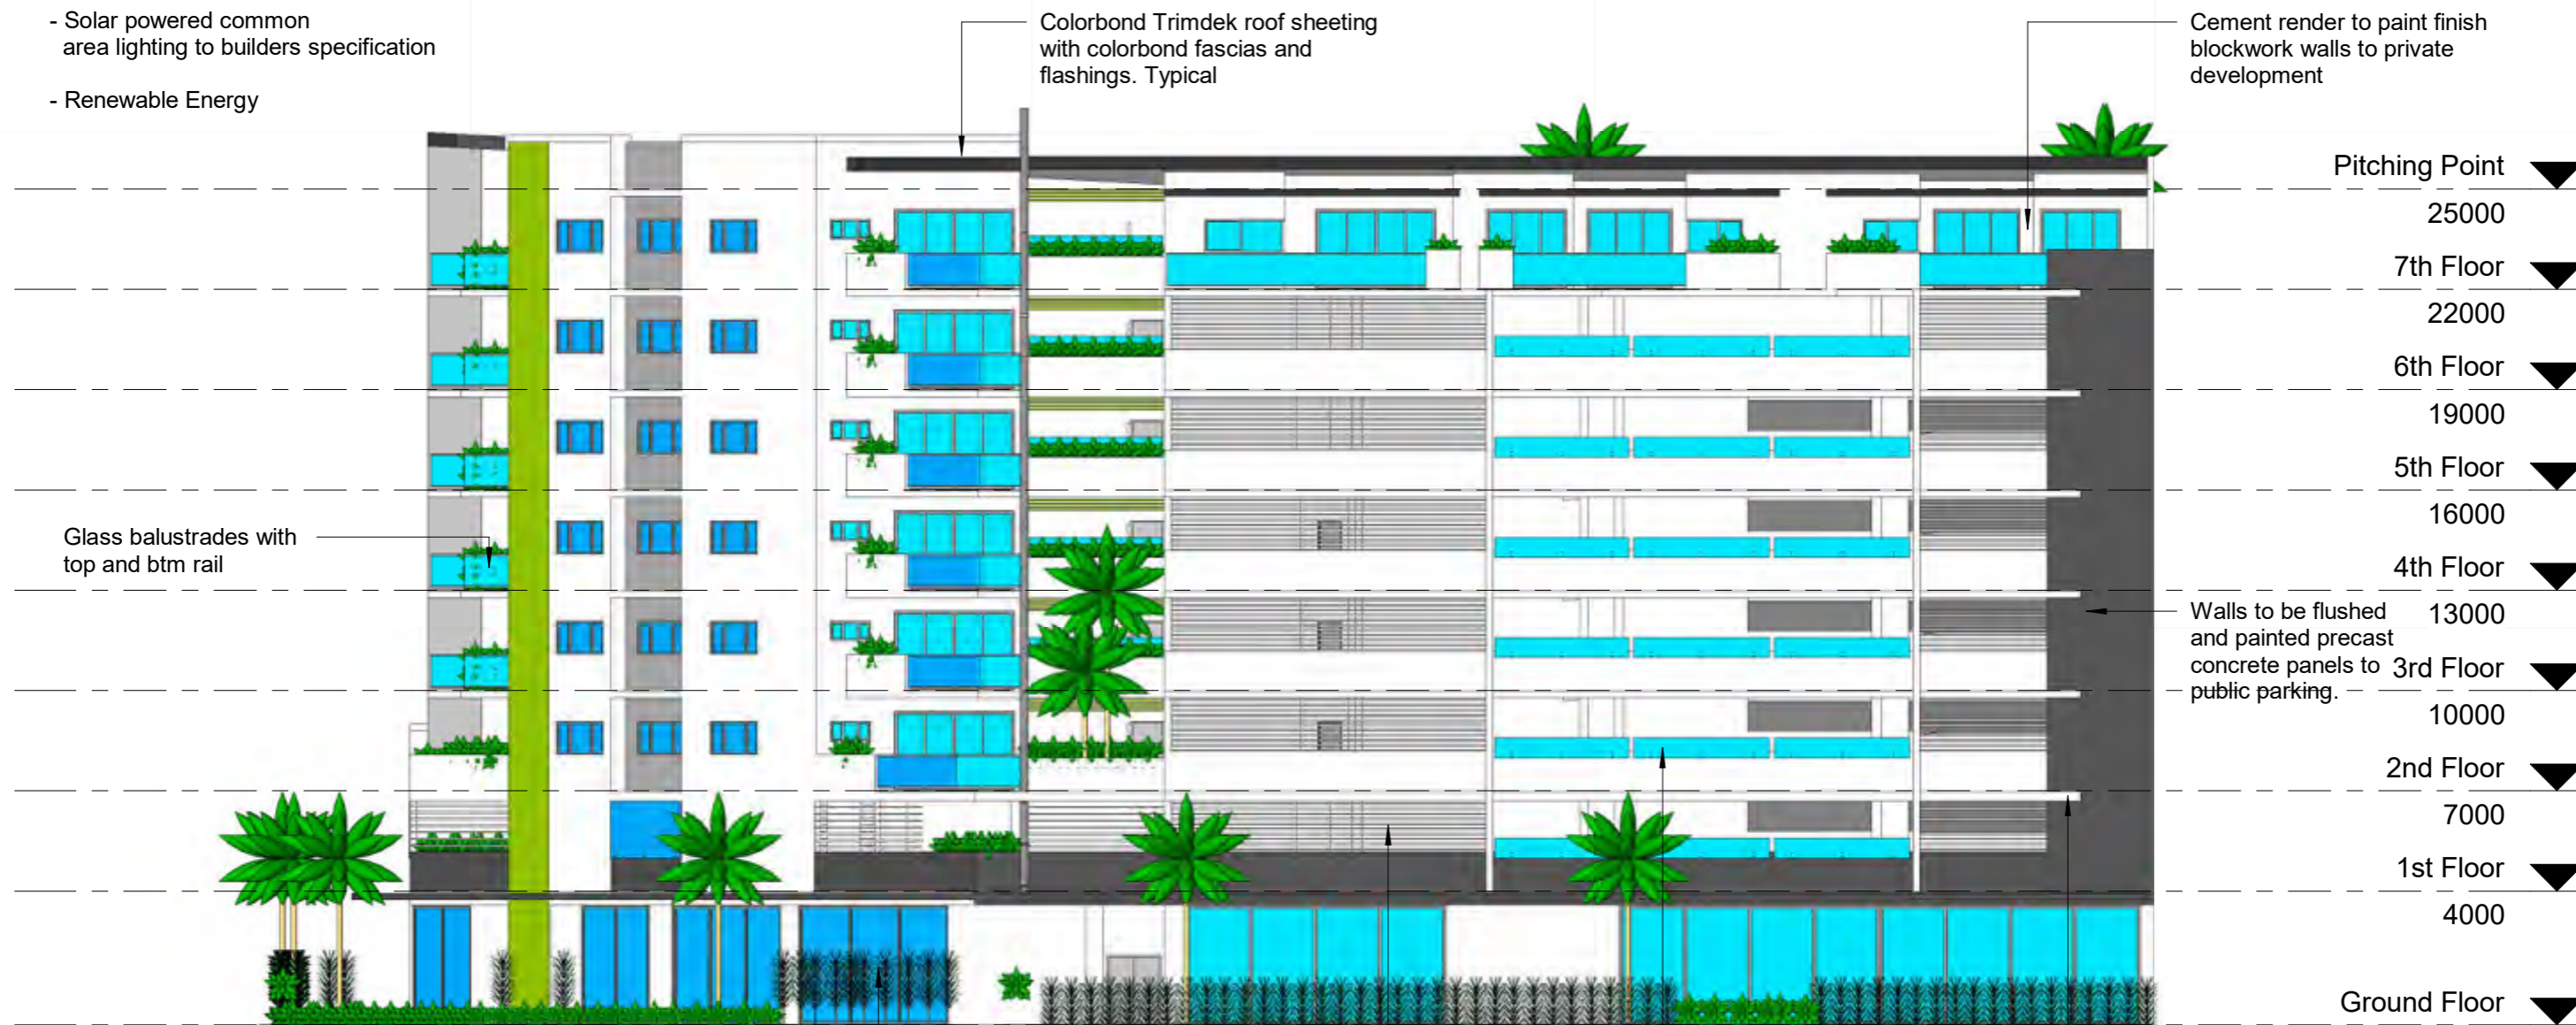 - Solar powered common
area lighting to builders specification
- Renewable Energy
Colorbond Trimdek roof sheeting
with colorbond fascias and
flashings. Typical
Cement render to paint finish
blockwork walls to private
development
Pitching Point
25000
7th Floor
22000
6th Floor
19000
5th Floor
16000
Glass balustrades with
top and btm rail
4th Floor
13000
Walls to be flushed
and painted precast
concrete panels to
public parking.
3rd Floor
10000
2nd Floor
7000
1st Floor
4000
Ground Floor